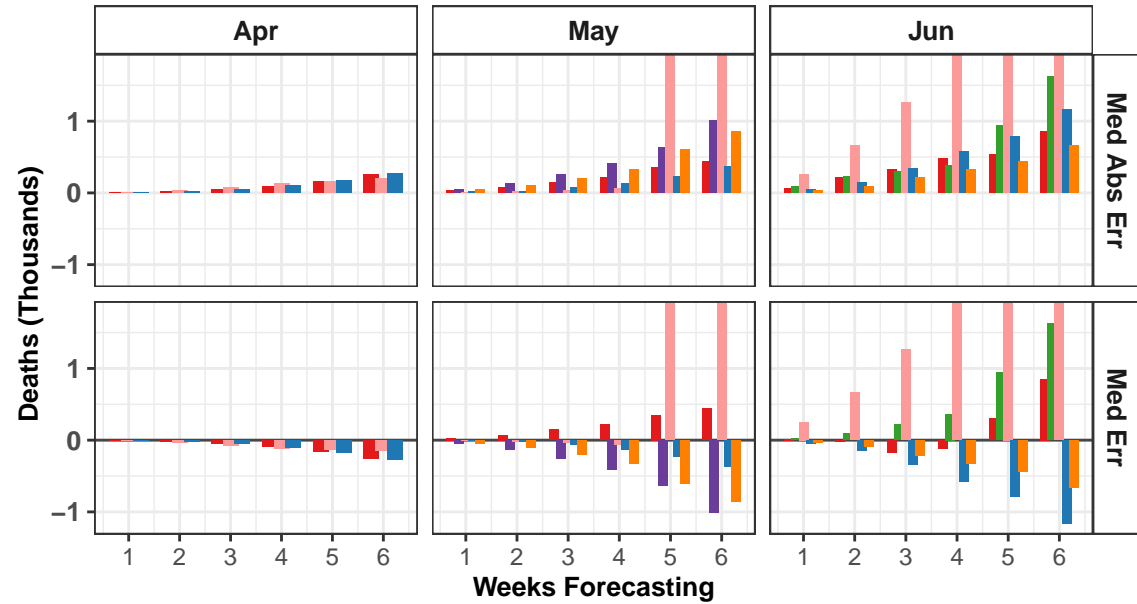 Apr May Jun
Deaths (Thousands)
1
0
−1
Med Abs Err
1
0
−1
Med Err
1 2 3 4 5 6 1 2 3 4 5 6 1 2 3 4 5 6
Weeks Forecasting